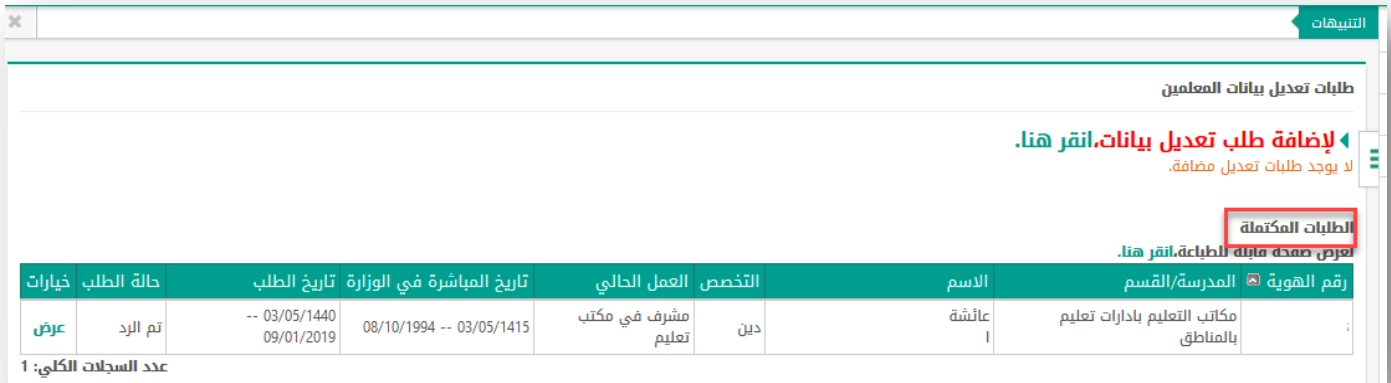 التنبيهات
طلبات تعديل بيانات المعلمين
لإضافة طلب تعديل بيانات،انقر هنا.
لا يوجد طلبات تعديل مضافة.
الطلبات المكتملة
لعرض صفحة قابلة للطباعة،انقر هنا.
رقم الهوية المدرسة/القسم الاسم التخصص العمل الحالي تاريخ المباشرة في الوزارة تاريخ الطلب حالة الطلب خيارات
مكاتب التعليم بادارات تعليم بالمناطق عائشة ا دين مشرف في مكتب تعليم 03/05/1415 -- 08/10/1994 03/05/1440 -- 09/01/2019 تم الرد عرض
عدد السجلات الكلي: 1